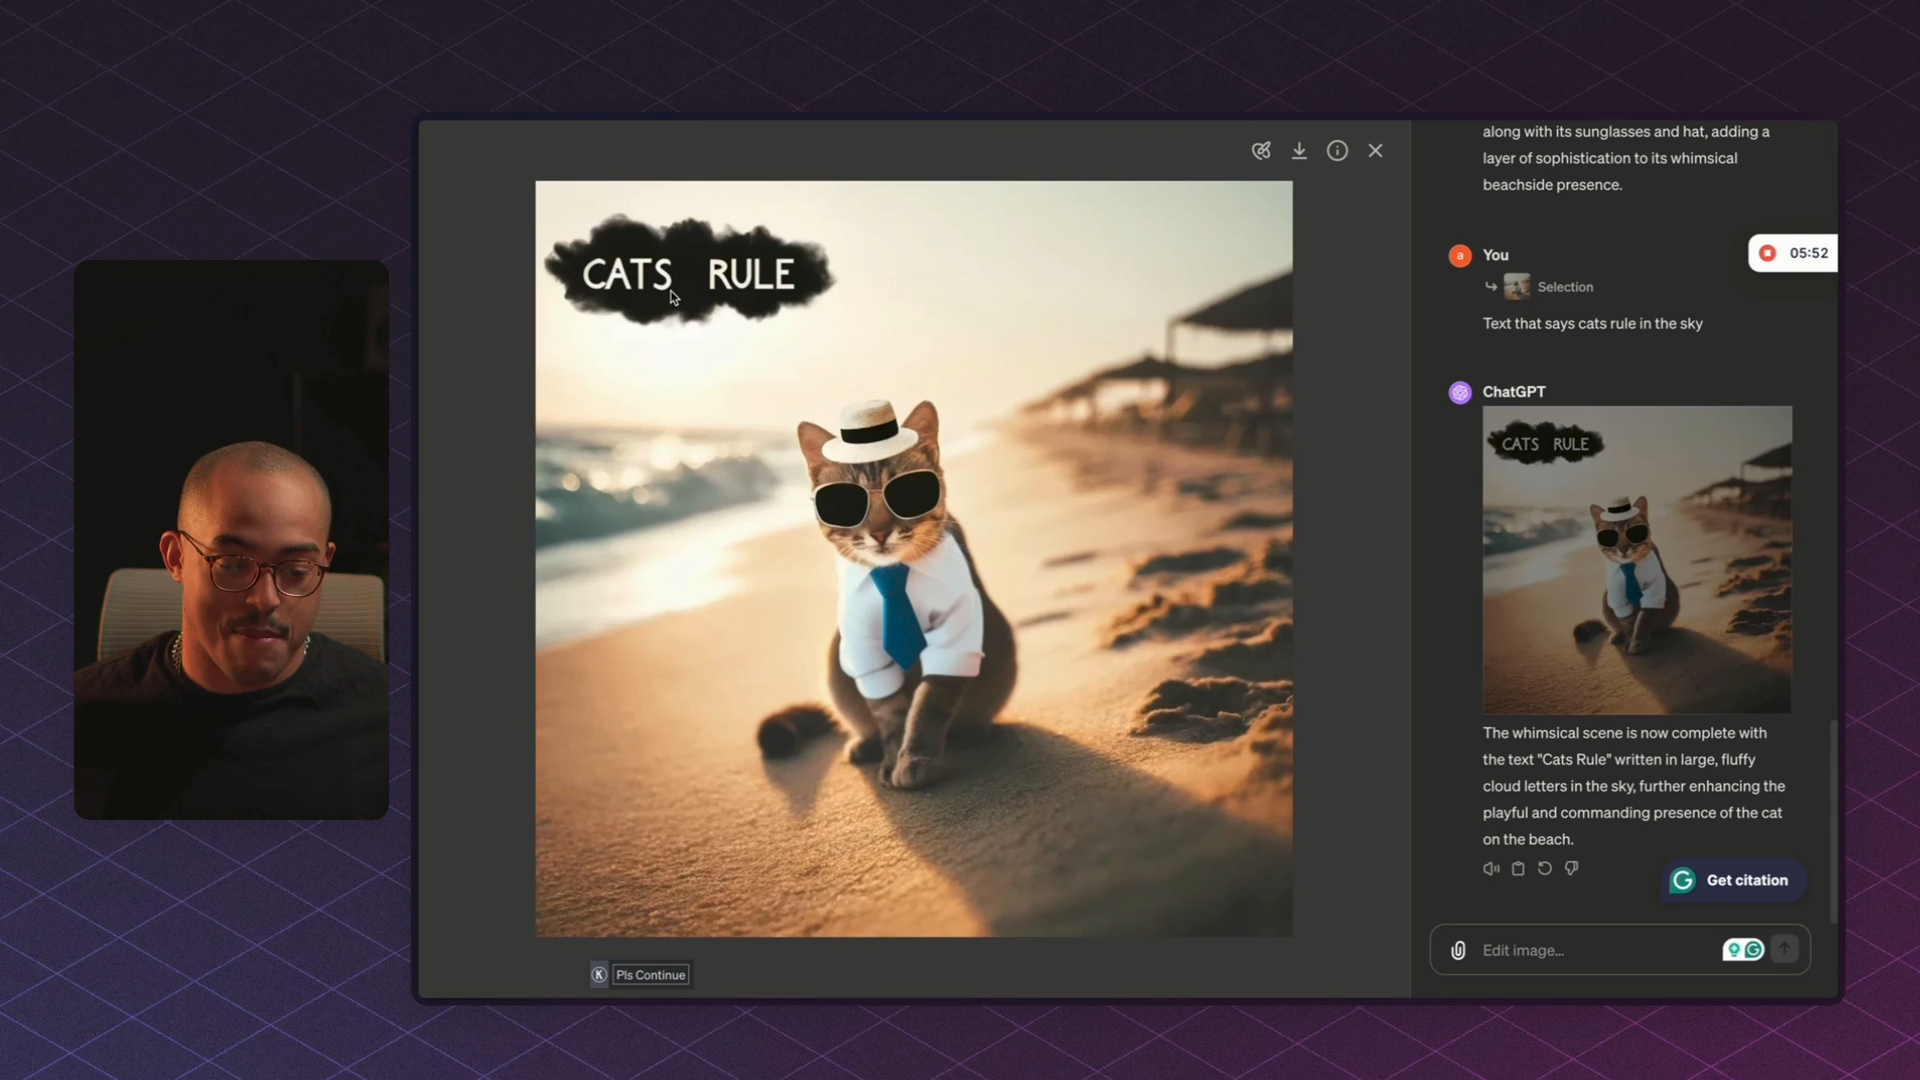 CATS RULE
along with its sunglasses and hat, adding a
layer of sophistication to its whimsical
beachside presence.
a You
05:52
Selection
Text that says cats rule in the sky
ChatGPT
CATS RULE
The whimsical scene is now complete with
the text "Cats Rule" written in large, fluffy
cloud letters in the sky, further enhancing the
playful and commanding presence of the cat
on the beach.
G Get citation
Edit image...
G
K Pls Continue